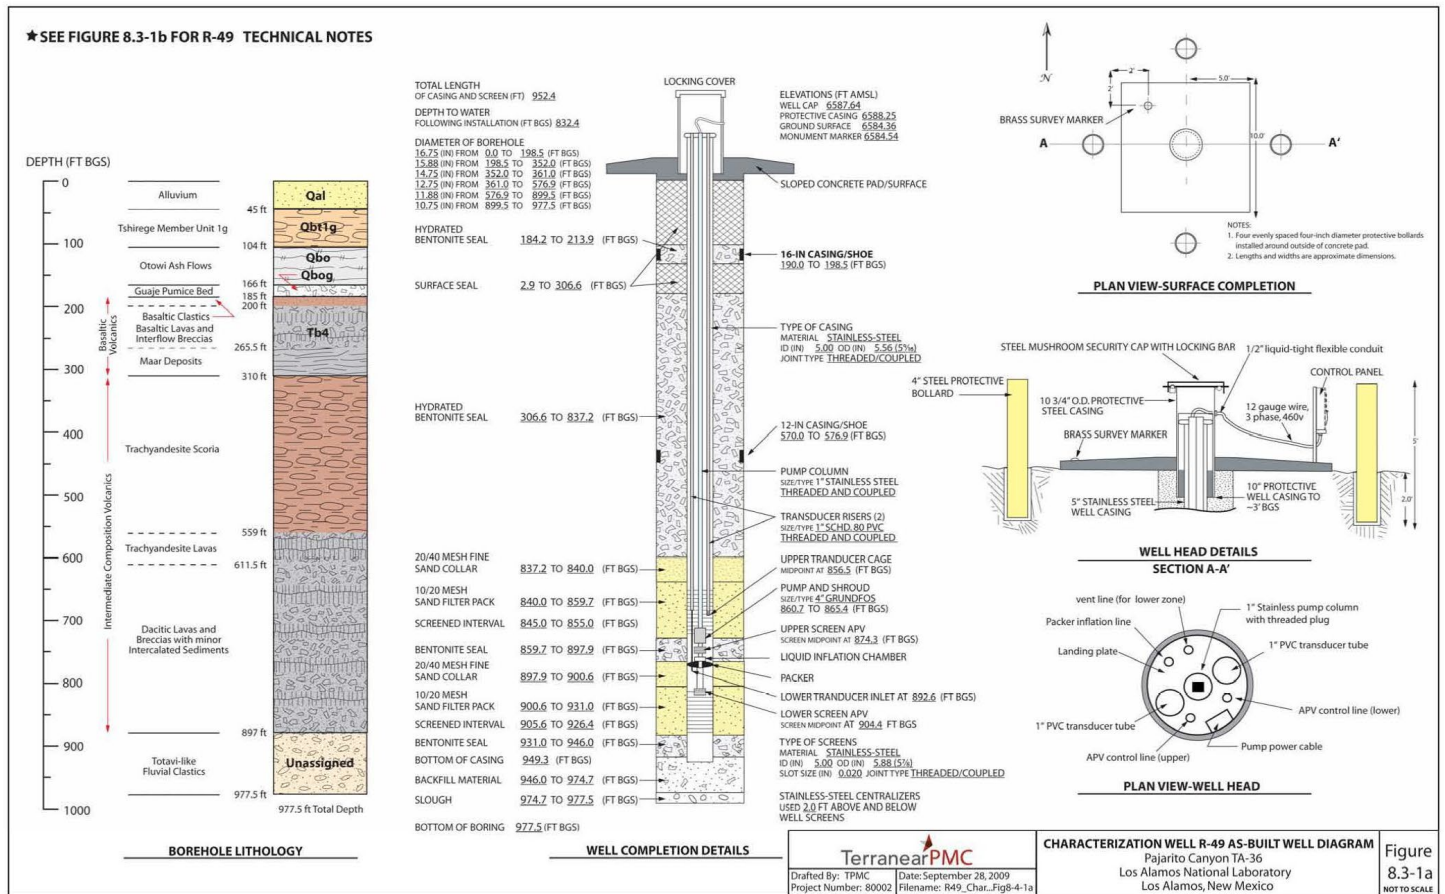 ★SEE FIGURE 8.3-1b FOR R-49 TECHNICAL NOTES
DEPTH (FT BGS)
0
100
200
300
400
500
600
700
800
900
1000
Alluvium
Tshirege Member Unit 1g
Otowi Ash Flows
Guaje Pumice Bed
Basaltic Clastics
Basaltic Lavas and
Interflow Breccias
Maar Deposits
Basaltic
Volcanics
Trachyandesite Scoria
Trachyandesite Lavas
Dacitic Lavas and
Breccias with minor
Intercalated Sediments
Intermediate Composition Volcanics
Totavi-like
Fluvial Clastics
45 ft
104 ft
166 ft
185 ft
200 ft
265.5 ft
310 ft
559 ft
611.5 ft
897 ft
977.5 ft
Qal
Qbt1g
Qbo
Qbog
Tb4
Unassigned
977.5 ft Total Depth
BOREHOLE LITHOLOGY
TOTAL LENGTH
OF CASING AND SCREEN (FT) 952.4
DEPTH TO WATER
FOLLOWING INSTALLATION (FT BGS) 832.4
DIAMETER OF BOREHOLE
16.75 (IN) FROM 0.0 TO 198.5 (FT BGS)
15.88 (IN) FROM 198.5 TO 352.0 (FT BGS)
14.75 (IN) FROM 352.0 TO 361.0 (FT BGS)
12.75 (IN) FROM 361.0 TO 576.9 (FT BGS)
11.88 (IN) FROM 576.9 TO 899.5 (FT BGS)
10.75 (IN) FROM 899.5 TO 977.5 (FT BGS)
HYDRATED
BENTONITE SEAL 184.2 TO 213.9 (FT BGS)
SURFACE SEAL 2.9 TO 306.6 (FT BGS)
HYDRATED
BENTONITE SEAL 306.6 TO 837.2 (FT BGS)
20/40 MESH FINE
SAND COLLAR 837.2 TO 840.0 (FT BGS)
10/20 MESH
SAND FILTER PACK 840.0 TO 859.7 (FT BGS)
SCREENED INTERVAL 845.0 TO 855.0 (FT BGS)
BENTONITE SEAL 859.7 TO 897.9 (FT BGS)
20/40 MESH FINE
SAND COLLAR 897.9 TO 900.6 (FT BGS)
10/20 MESH
SAND FILTER PACK 900.6 TO 931.0 (FT BGS)
SCREENED INTERVAL 905.6 TO 926.4 (FT BGS)
BENTONITE SEAL 931.0 TO 946.0 (FT BGS)
BOTTOM OF CASING 949.3 (FT BGS)
BACKFILL MATERIAL 946.0 TO 974.7 (FT BGS)
SLOUGH 974.7 TO 977.5 (FT BGS)
BOTTOM OF BORING 977.5 (FT BGS)
WELL COMPLETION DETAILS
LOCKING COVER
ELEVATIONS (FT AMSL)
WELL CAP 6587.64
PROTECTIVE CASING 6588.25
GROUND SURFACE 6584.36
MONUMENT MARKER 6584.54
SLOPED CONCRETE PAD/SURFACE
16-IN CASING/SHOE
190.0 TO 198.5 (FT BGS)
TYPE OF CASING
MATERIAL STAINLESS-STEEL
ID (IN) 5.00 OD (IN) 5.56 (5⁹⁄₁₆)
JOINT TYPE THREADED/COUPLED
12-IN CASING/SHOE
570.0 TO 576.9 (FT BGS)
PUMP COLUMN
SIZE/TYPE 1" STAINLESS STEEL
THREADED AND COUPLED
TRANSDUCER RISERS (2)
SIZE/TYPE 1" SCHD. 80 PVC
THREADED AND COUPLED
UPPER TRANDUCER CAGE
MIDPOINT AT 856.5 (FT BGS)
PUMP AND SHROUD
SIZE/TYPE 4" GRUNDFOS
860.7 TO 865.4 (FT BGS)
UPPER SCREEN APV
SCREEN MIDPOINT AT 874.3 (FT BGS)
LIQUID INFLATION CHAMBER
PACKER
LOWER TRANDUCER INLET AT 892.6 (FT BGS)
LOWER SCREEN APV
SCREEN MIDPOINT AT 904.4 FT BGS
TYPE OF SCREENS
MATERIAL STAINLESS-STEEL
ID (IN) 5.00 OD (IN) 5.88 (5⅞)
SLOT SIZE (IN) 0.020 JOINT TYPE THREADED/COUPLED
STAINLESS-STEEL CENTRALIZERS
USED 2.0 FT ABOVE AND BELOW
WELL SCREENS
N
2'
2'
5.0'
10.0'
BRASS SURVEY MARKER
A
A'
NOTES:
1. Four evenly spaced four-inch diameter protective bollards
installed around outside of concrete pad.
2. Lengths and widths are approximate dimensions.
PLAN VIEW-SURFACE COMPLETION
STEEL MUSHROOM SECURITY CAP WITH LOCKING BAR
1/2" liquid-tight flexible conduit
CONTROL PANEL
4" STEEL PROTECTIVE
BOLLARD
10 3/4" O.D. PROTECTIVE
STEEL CASING
12 gauge wire,
3 phase, 460v
BRASS SURVEY MARKER
5'
2.0'
5" STAINLESS STEEL
WELL CASING
10" PROTECTIVE
WELL CASING TO
~3' BGS
WELL HEAD DETAILS
SECTION A-A'
vent line (for lower zone)
Packer inflation line
Landing plate
1" Stainless pump column
with threaded plug
1" PVC transducer tube
1" PVC transducer tube
APV control line (lower)
Pump power cable
APV control line (upper)
PLAN VIEW-WELL HEAD
TerranearPMC
Drafted By: TPMC
Project Number: 80002
Date: September 28, 2009
Filename: R49_Char...Fig8-4-1a
CHARACTERIZATION WELL R-49 AS-BUILT WELL DIAGRAM
Pajarito Canyon TA-36
Los Alamos National Laboratory
Los Alamos, New Mexico
Figure
8.3-1a
NOT TO SCALE